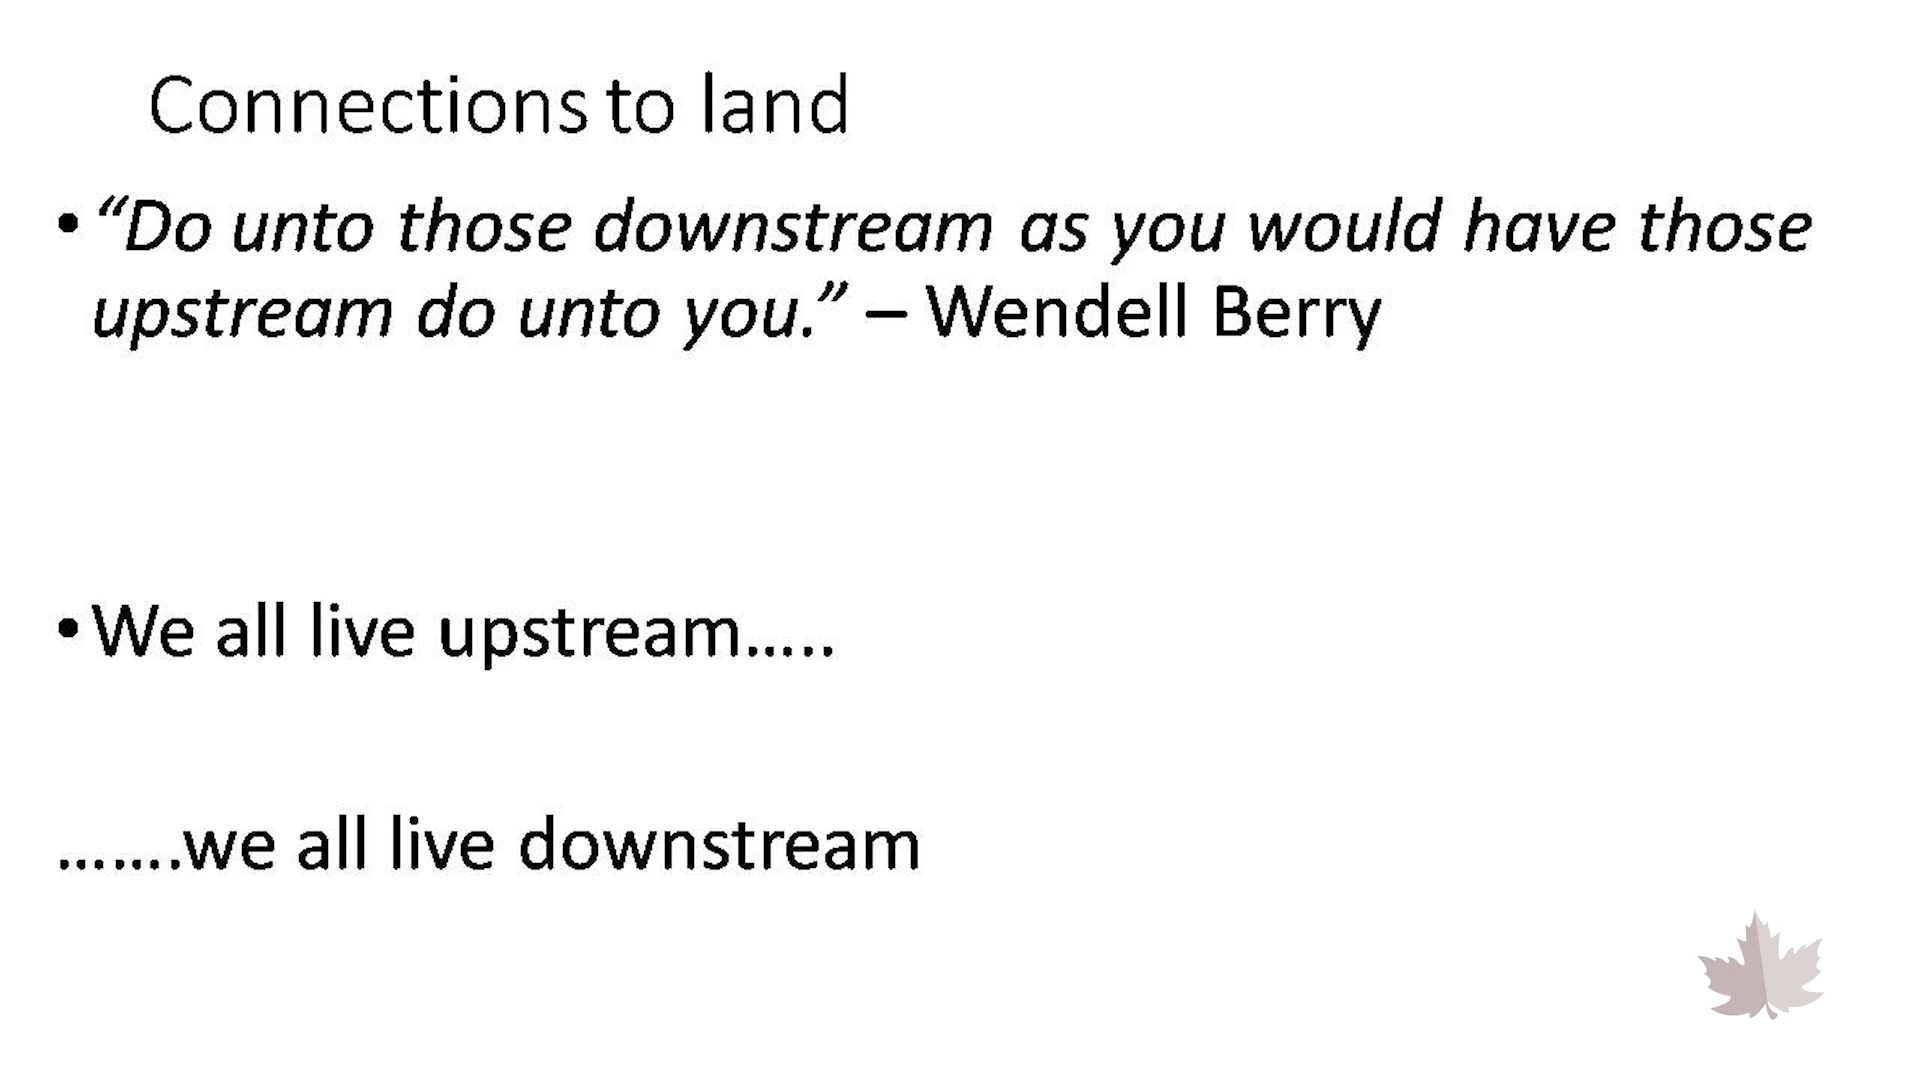 Connections to land
• “Do unto those downstream as you would have those
upstream do unto you.” – Wendell Berry
• We all live upstream…..
…….we all live downstream